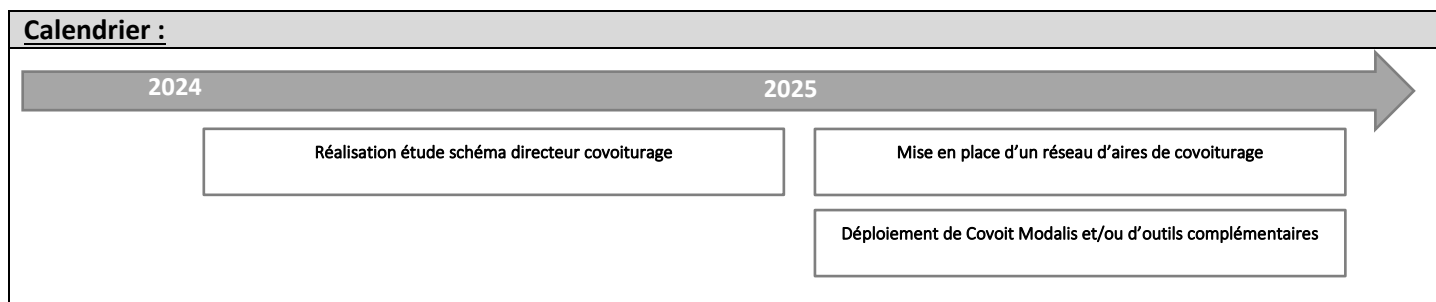 Calendrier :
2024 2025
Réalisation étude schéma directeur covoiturage
Mise en place d’un réseau d’aires de covoiturage
Déploiement de Covoit Modalis et/ou d’outils complémentaires